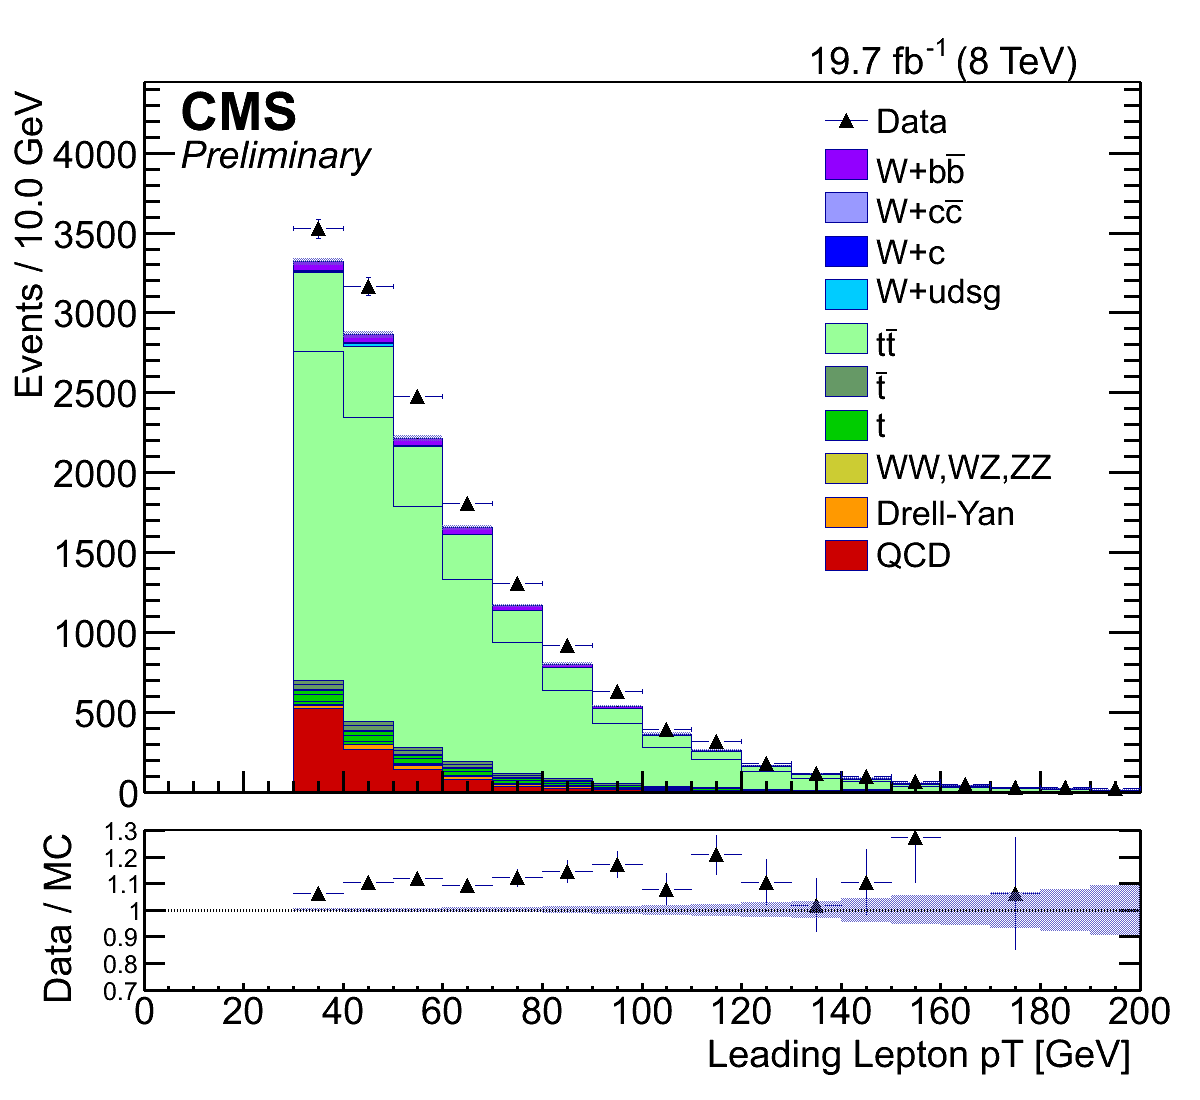 19.7 fb⁻¹ (8 TeV)
CMS
Preliminary
Events / 10.0 GeV
4000
3500
3000
2500
2000
1500
1000
500
0
Data
W+bb̅
W+cc̅
W+c
W+udsg
tt̅
t̅
t
WW,WZ,ZZ
Drell-Yan
QCD
Data / MC
1.3
1.2
1.1
1
0.9
0.8
0.7
0 20 40 60 80 100 120 140 160 180 200
Leading Lepton pT [GeV]